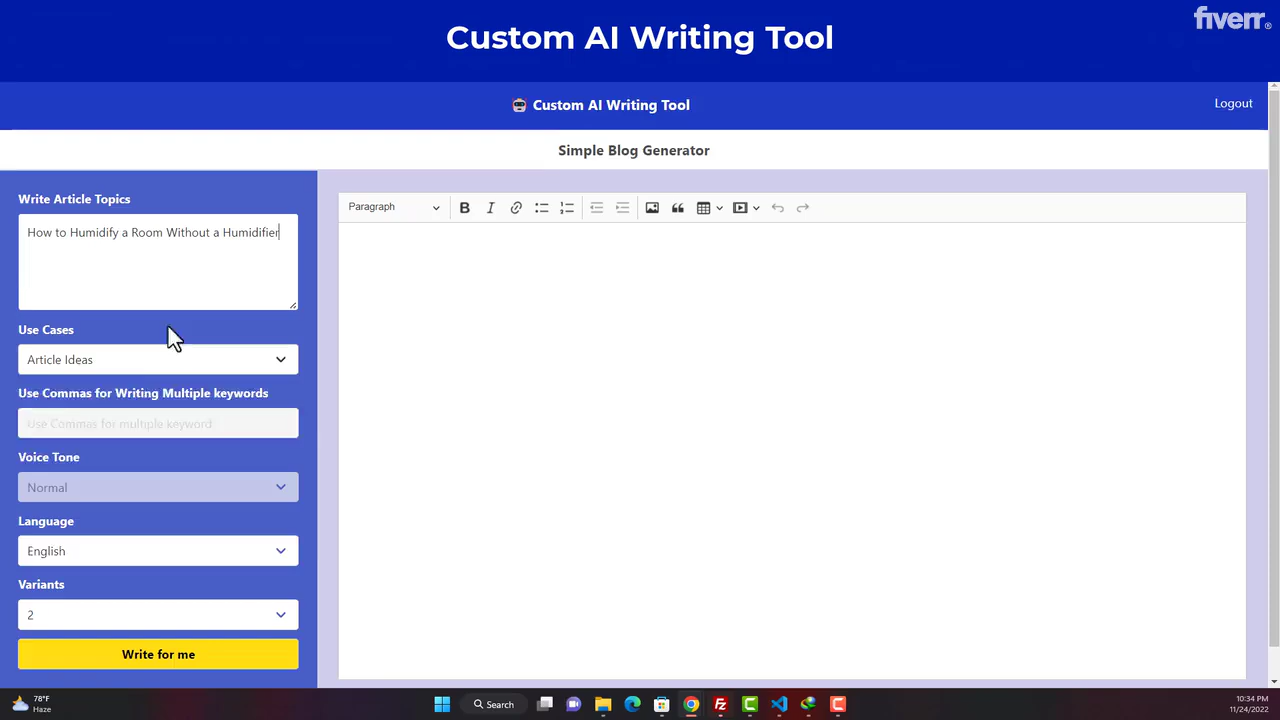 fiverr.
Custom AI Writing Tool
Custom AI Writing Tool
Logout
Simple Blog Generator
Write Article Topics
How to Humidify a Room Without a Humidifier
Use Cases
Article Ideas
Use Commas for Writing Multiple keywords
Use Commas for multiple keyword
Voice Tone
Normal
Language
English
Variants
2
Write for me
Paragraph
78°F
Haze
Search
10:34 PM
11/24/2022